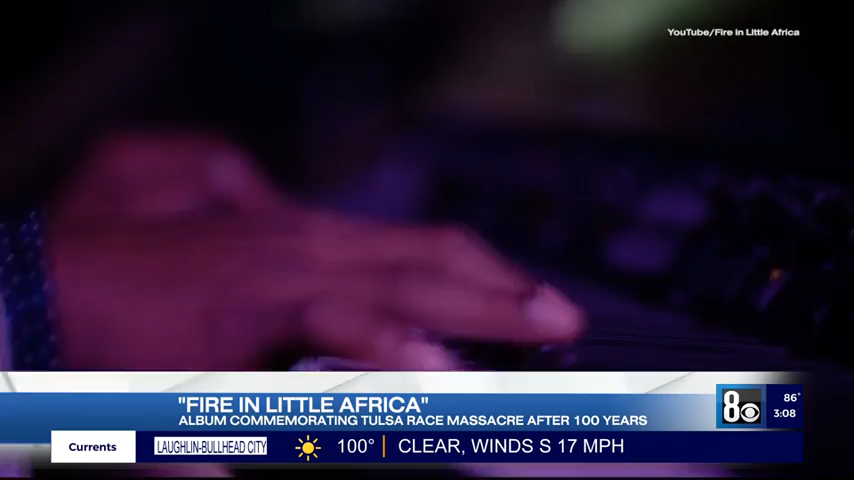 YouTube/Fire in Little Africa
"FIRE IN LITTLE AFRICA"
ALBUM COMMEMORATING TULSA RACE MASSACRE AFTER 100 YEARS
8
86°
3:08
Currents
LAUGHLIN-BULLHEAD CITY
100°
CLEAR, WINDS S 17 MPH